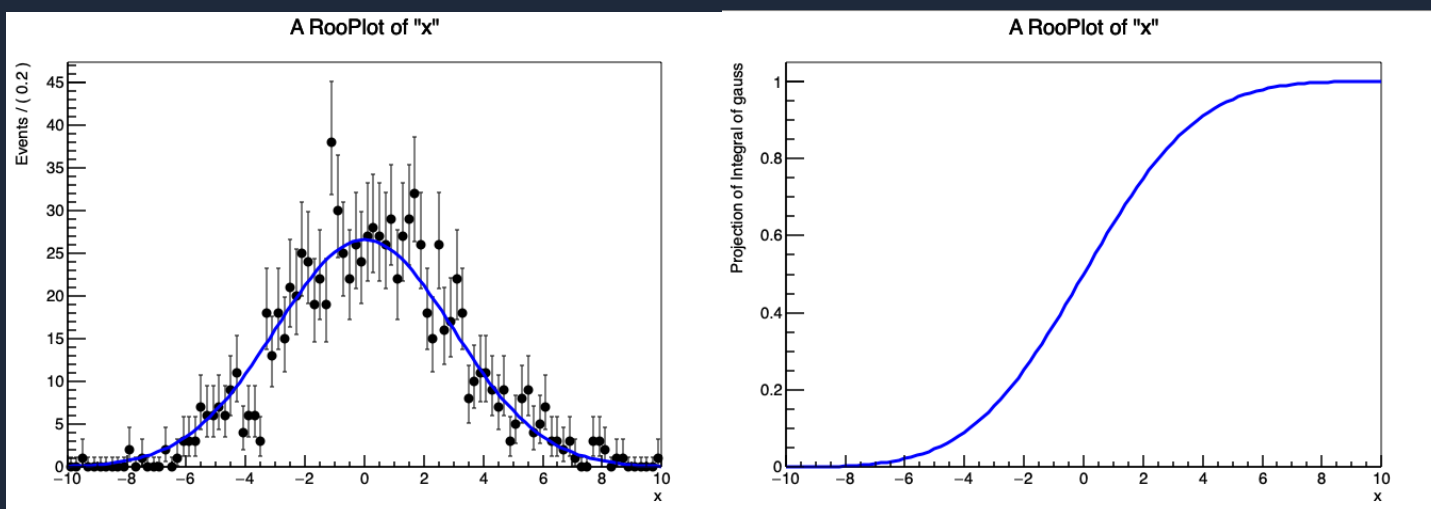 A RooPlot of "x"
Events / ( 0.2 )
45
40
35
30
25
20
15
10
5
0
−10 −8 −6 −4 −2 0 2 4 6 8 10
x
A RooPlot of "x"
Projection of Integral of gauss
1
0.8
0.6
0.4
0.2
0
−10 −8 −6 −4 −2 0 2 4 6 8 10
x